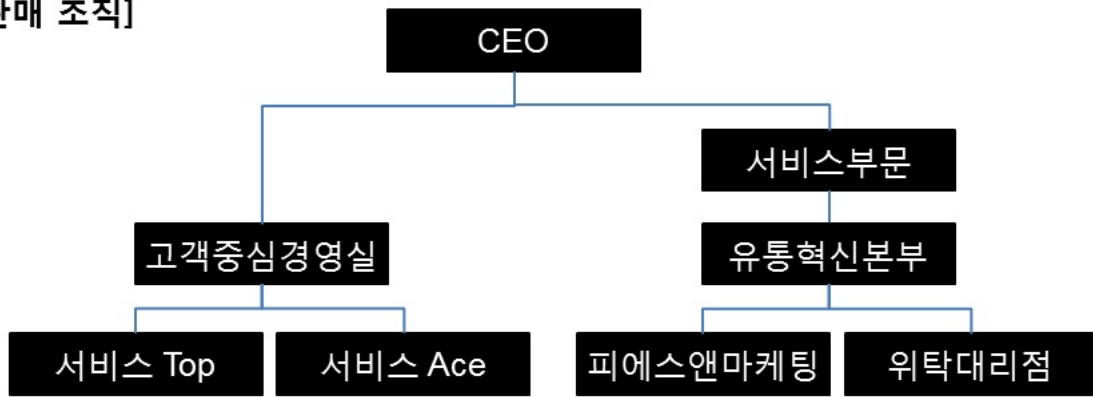 조직]
CEO
서비스부문
고객중심경영실
유통혁신본부
서비스 Top
서비스 Ace
피에스앤마케팅
위탁대리점